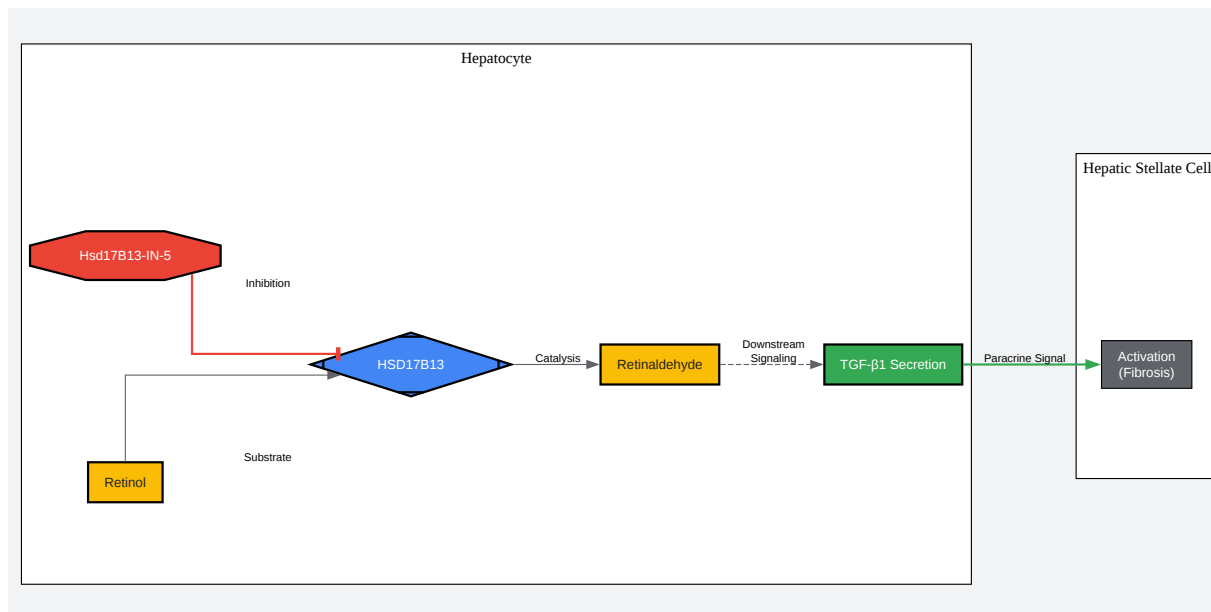 Hepatocyte
Hepatic Stellate Cell
Hsd17B13-IN-5
Inhibition
HSD17B13
Catalysis
Retinaldehyde
Downstream
Signaling
TGF-β1 Secretion
Paracrine Signal
Activation
(Fibrosis)
Substrate
Retinol